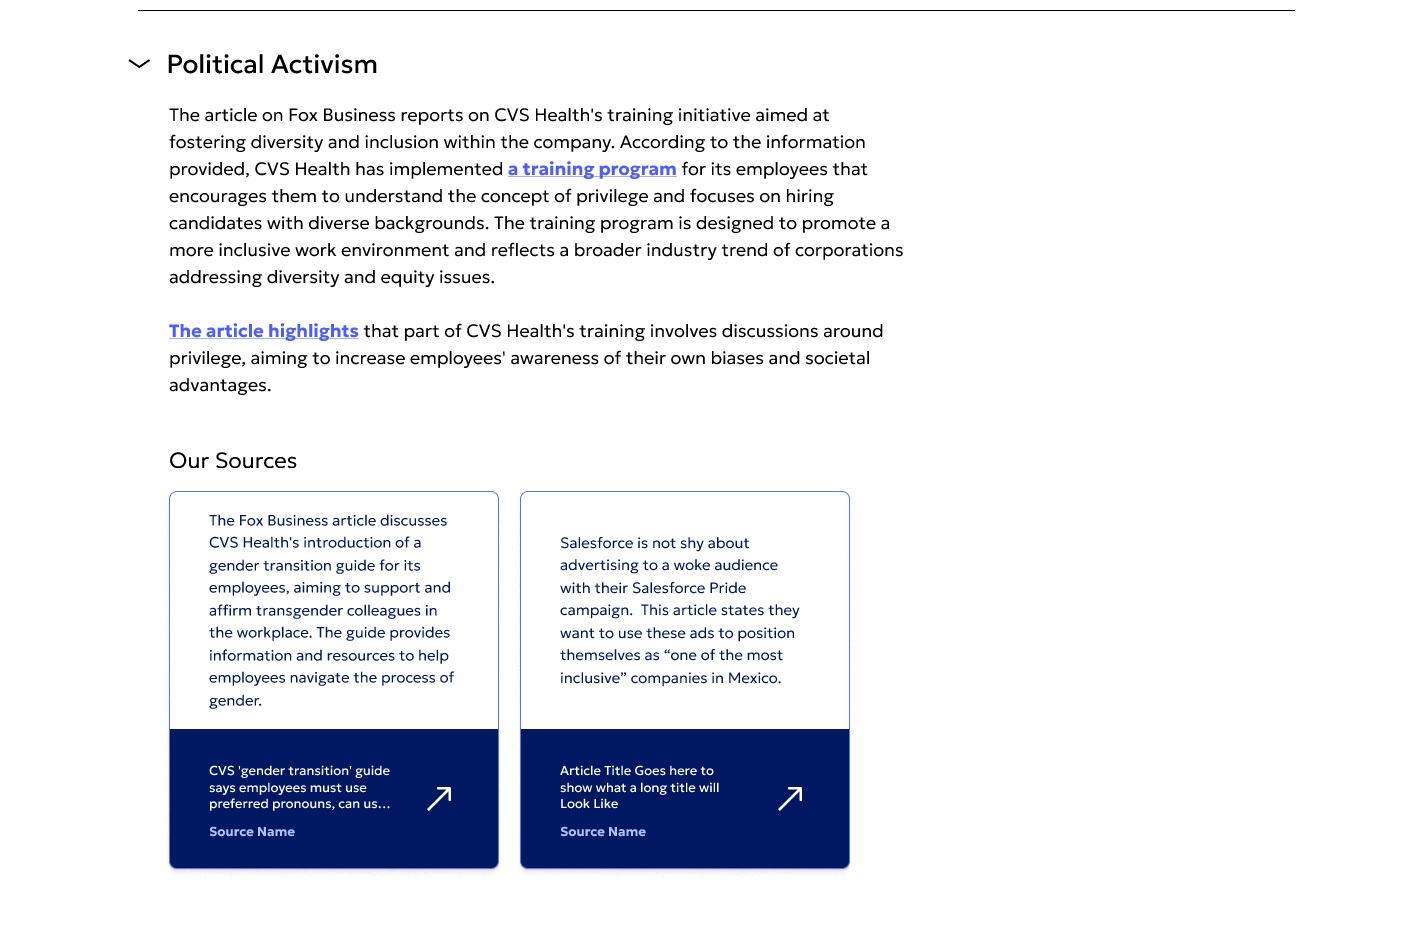 Political Activism
The article on Fox Business reports on CVS Health's training initiative aimed at
fostering diversity and inclusion within the company. According to the information
provided, CVS Health has implemented a training program for its employees that
encourages them to understand the concept of privilege and focuses on hiring
candidates with diverse backgrounds. The training program is designed to promote a
more inclusive work environment and reflects a broader industry trend of corporations
addressing diversity and equity issues.
The article highlights that part of CVS Health's training involves discussions around
privilege, aiming to increase employees' awareness of their own biases and societal
advantages.
Our Sources
The Fox Business article discusses
CVS Health's introduction of a
gender transition guide for its
employees, aiming to support and
affirm transgender colleagues in
the workplace. The guide provides
information and resources to help
employees navigate the process of
gender.
CVS 'gender transition' guide
says employees must use
preferred pronouns, can us...
Source Name
Salesforce is not shy about
advertising to a woke audience
with their Salesforce Pride
campaign.  This article states they
want to use these ads to position
themselves as “one of the most
inclusive” companies in Mexico.
Article Title Goes here to
show what a long title will
Look Like
Source Name